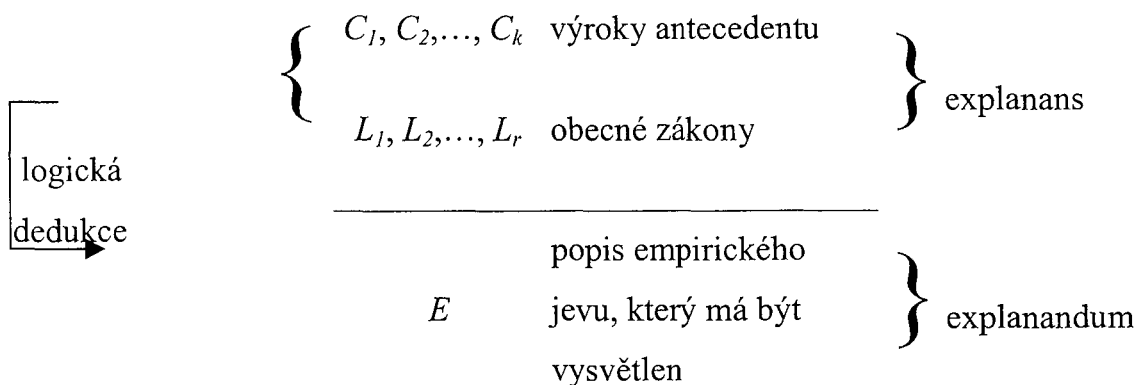 C1, C2,..., Ck výroky antecedentu
explanans
L1, L2,..., Lr obecné zákony
logická
dedukce
popis empirického
E jevu, který má být
explanandum
vysvětlen